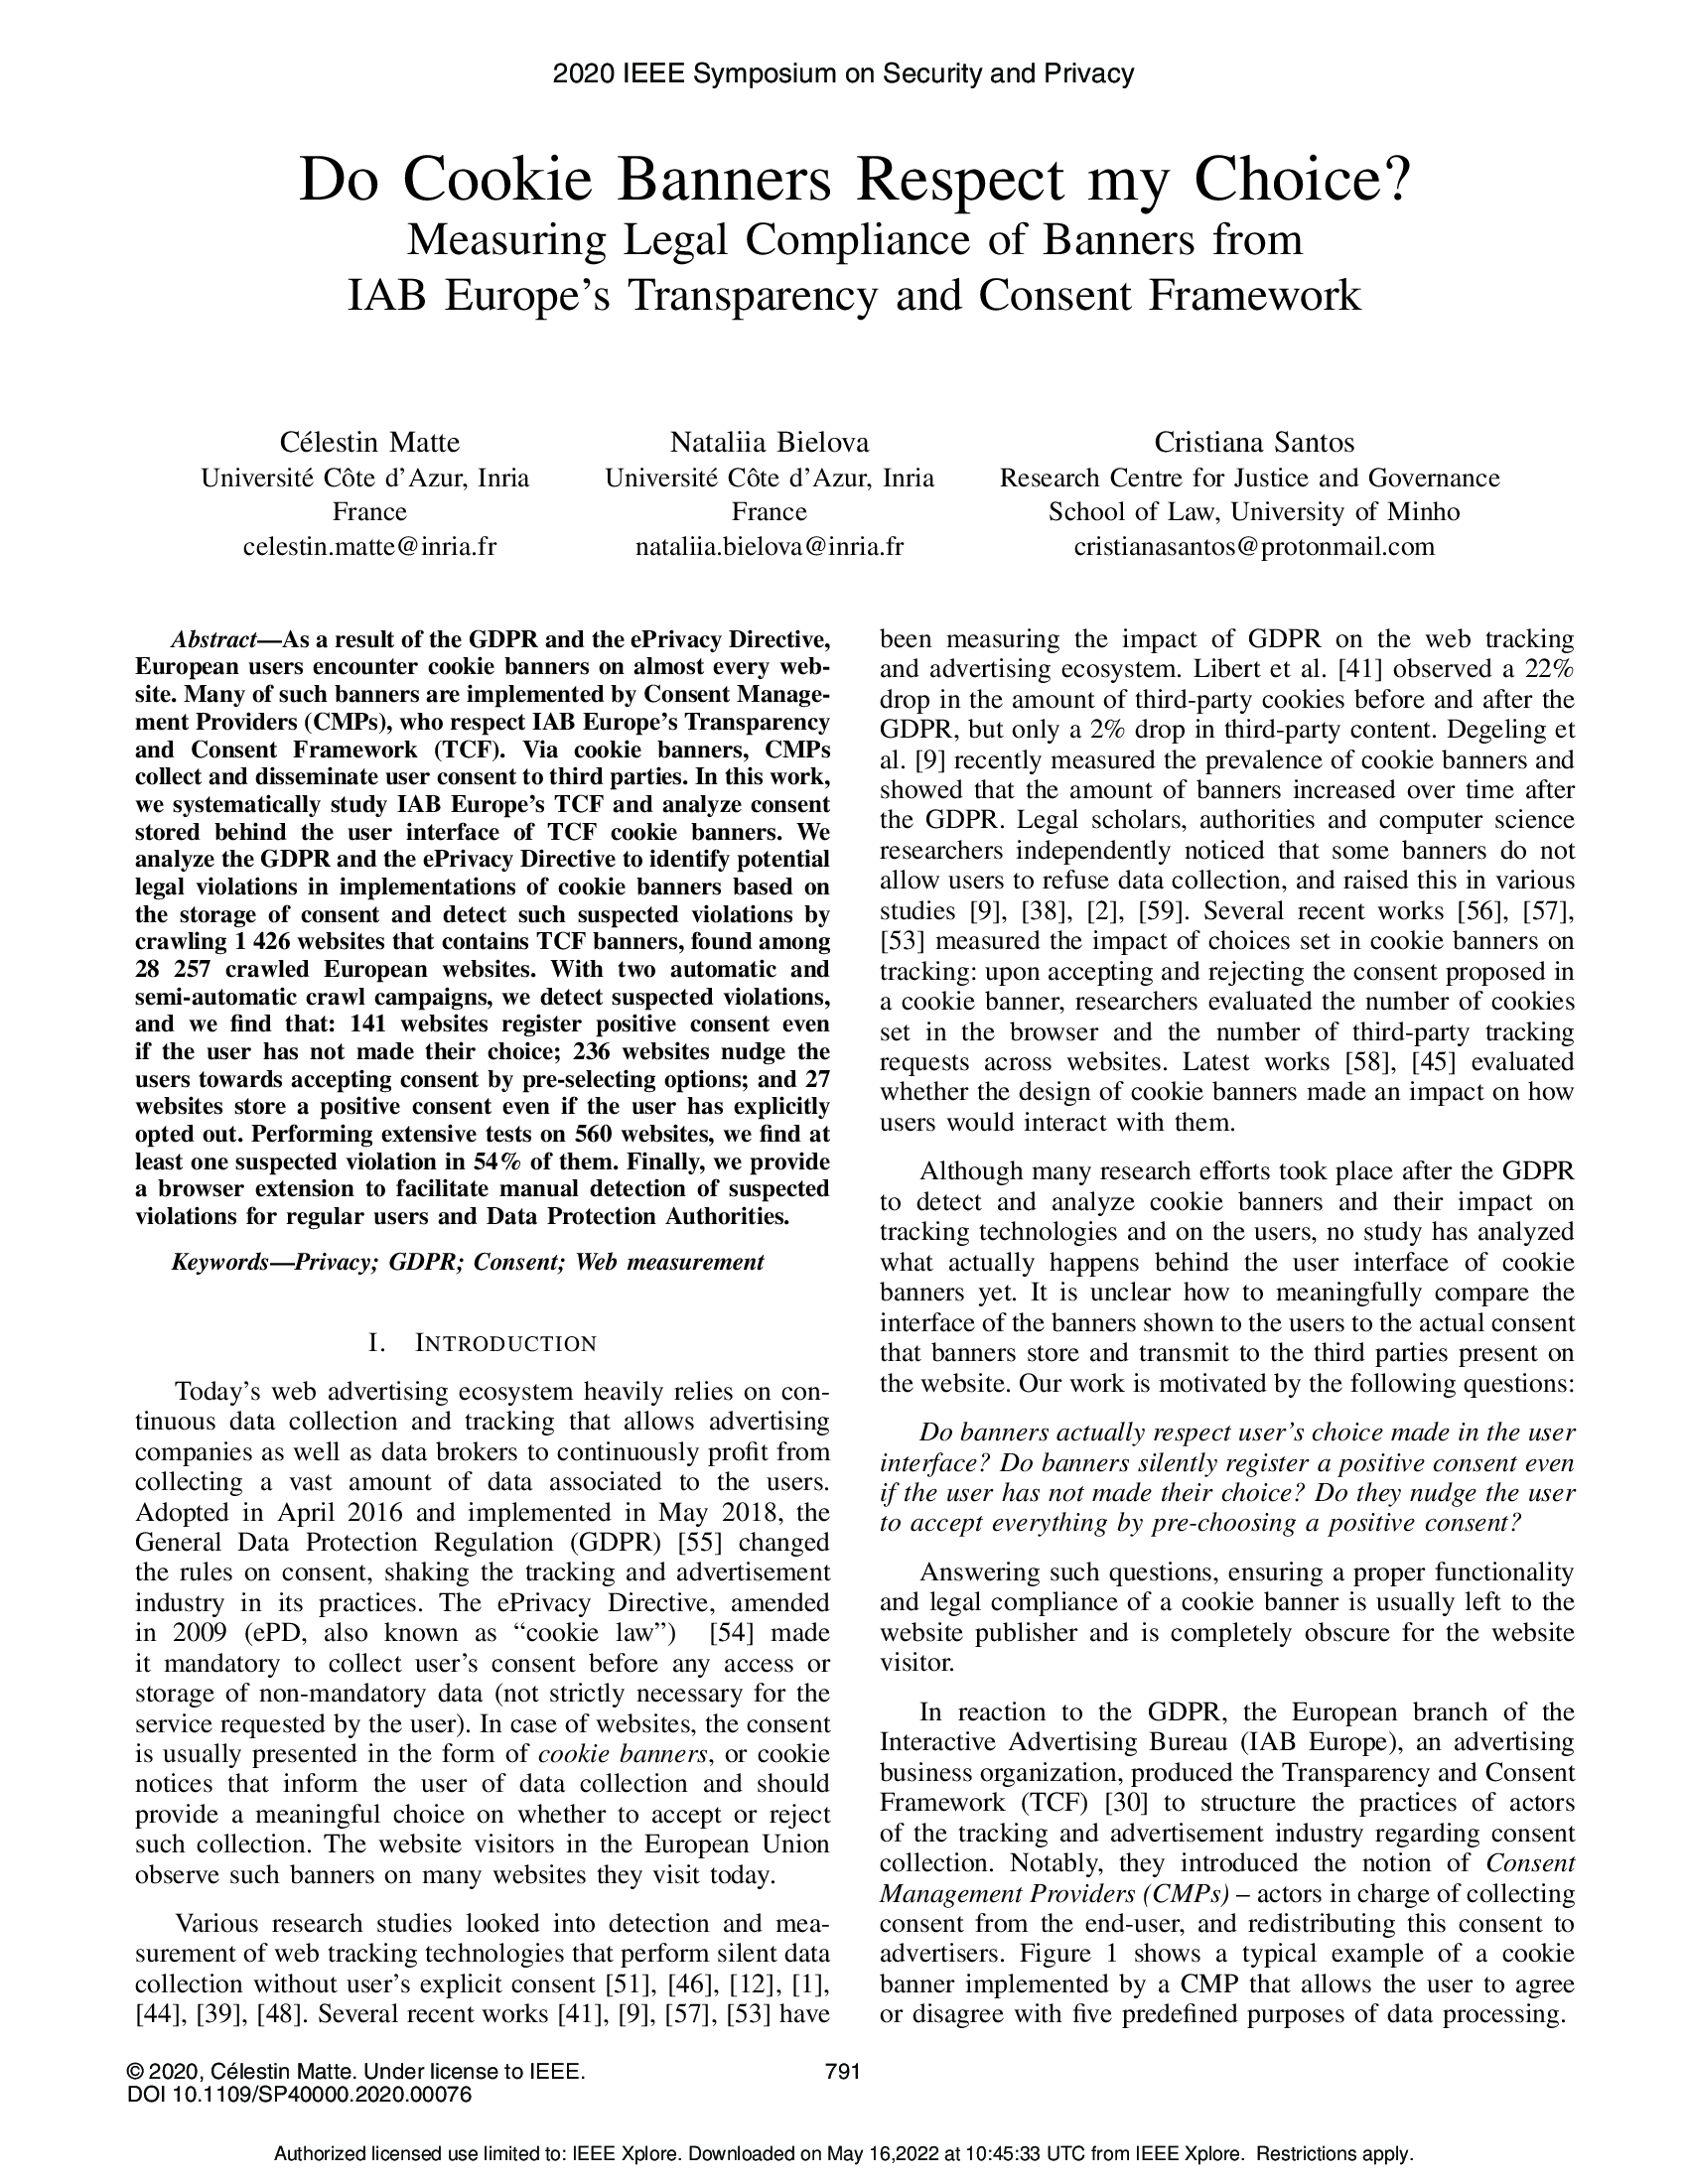 2020 IEEE Symposium on Security and Privacy
Do Cookie Banners Respect my Choice?
Measuring Legal Compliance of Banners from
IAB Europe's Transparency and Consent Framework
Célestin Matte
Université Côte d'Azur, Inria
France
celestin.matte@inria.fr
Nataliia Bielova
Université Côte d'Azur, Inria
France
nataliia.bielova@inria.fr
Cristiana Santos
Research Centre for Justice and Governance
School of Law, University of Minho
cristianasantos@protonmail.com
Abstract—As a result of the GDPR and the ePrivacy Directive,
European users encounter cookie banners on almost every web-
site. Many of such banners are implemented by Consent Manage-
ment Providers (CMPs), who respect IAB Europe's Transparency
and Consent Framework (TCF). Via cookie banners, CMPs
collect and disseminate user consent to third parties. In this work,
we systematically study IAB Europe's TCF and analyze consent
stored behind the user interface of TCF cookie banners. We
analyze the GDPR and the ePrivacy Directive to identify potential
legal violations in implementations of cookie banners based on
the storage of consent and detect such suspected violations by
crawling 1 426 websites that contains TCF banners, found among
28 257 crawled European websites. With two automatic and
semi-automatic crawl campaigns, we detect suspected violations,
and we find that: 141 websites register positive consent even
if the user has not made their choice; 236 websites nudge the
users towards accepting consent by pre-selecting options; and 27
websites store a positive consent even if the user has explicitly
opted out. Performing extensive tests on 560 websites, we find at
least one suspected violation in 54% of them. Finally, we provide
a browser extension to facilitate manual detection of suspected
violations for regular users and Data Protection Authorities.
Keywords—Privacy; GDPR; Consent; Web measurement
I. INTRODUCTION
Today's web advertising ecosystem heavily relies on con-
tinuous data collection and tracking that allows advertising
companies as well as data brokers to continuously profit from
collecting a vast amount of data associated to the users.
Adopted in April 2016 and implemented in May 2018, the
General Data Protection Regulation (GDPR) [55] changed
the rules on consent, shaking the tracking and advertisement
industry in its practices. The ePrivacy Directive, amended
in 2009 (ePD, also known as “cookie law”) [54] made
it mandatory to collect user's consent before any access or
storage of non-mandatory data (not strictly necessary for the
service requested by the user). In case of websites, the consent
is usually presented in the form of cookie banners, or cookie
notices that inform the user of data collection and should
provide a meaningful choice on whether to accept or reject
such collection. The website visitors in the European Union
observe such banners on many websites they visit today.
Various research studies looked into detection and mea-
surement of web tracking technologies that perform silent data
collection without user's explicit consent [51], [46], [12], [1],
[44], [39], [48]. Several recent works [41], [9], [57], [53] have
been measuring the impact of GDPR on the web tracking
and advertising ecosystem. Libert et al. [41] observed a 22%
drop in the amount of third-party cookies before and after the
GDPR, but only a 2% drop in third-party content. Degeling et
al. [9] recently measured the prevalence of cookie banners and
showed that the amount of banners increased over time after
the GDPR. Legal scholars, authorities and computer science
researchers independently noticed that some banners do not
allow users to refuse data collection, and raised this in various
studies [9], [38], [2], [59]. Several recent works [56], [57],
[53] measured the impact of choices set in cookie banners on
tracking: upon accepting and rejecting the consent proposed in
a cookie banner, researchers evaluated the number of cookies
set in the browser and the number of third-party tracking
requests across websites. Latest works [58], [45] evaluated
whether the design of cookie banners made an impact on how
users would interact with them.
Although many research efforts took place after the GDPR
to detect and analyze cookie banners and their impact on
tracking technologies and on the users, no study has analyzed
what actually happens behind the user interface of cookie
banners yet. It is unclear how to meaningfully compare the
interface of the banners shown to the users to the actual consent
that banners store and transmit to the third parties present on
the website. Our work is motivated by the following questions:
Do banners actually respect user's choice made in the user
interface? Do banners silently register a positive consent even
if the user has not made their choice? Do they nudge the user
to accept everything by pre-choosing a positive consent?
Answering such questions, ensuring a proper functionality
and legal compliance of a cookie banner is usually left to the
website publisher and is completely obscure for the website
visitor.
In reaction to the GDPR, the European branch of the
Interactive Advertising Bureau (IAB Europe), an advertising
business organization, produced the Transparency and Consent
Framework (TCF) [30] to structure the practices of actors
of the tracking and advertisement industry regarding consent
collection. Notably, they introduced the notion of Consent
Management Providers (CMPs) – actors in charge of collecting
consent from the end-user, and redistributing this consent to
advertisers. Figure 1 shows a typical example of a cookie
banner implemented by a CMP that allows the user to agree
or disagree with five predefined purposes of data processing.
© 2020, Célestin Matte. Under license to IEEE.
DOI 10.1109/SP40000.2020.00076
791
Authorized licensed use limited to: IEEE Xplore. Downloaded on May 16,2022 at 10:45:33 UTC from IEEE Xplore. Restrictions apply.